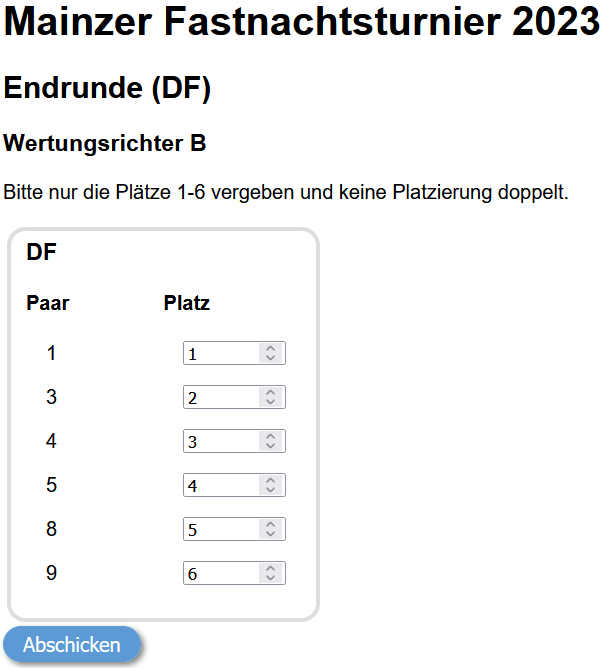 Mainzer Fastnachtsturnier 2023
Endrunde (DF)
Wertungsrichter B
Bitte nur die Plätze 1-6 vergeben und keine Platzierung doppelt.
DF
Paar Platz
1 1
3 2
4 3
5 4
8 5
9 6
Abschicken